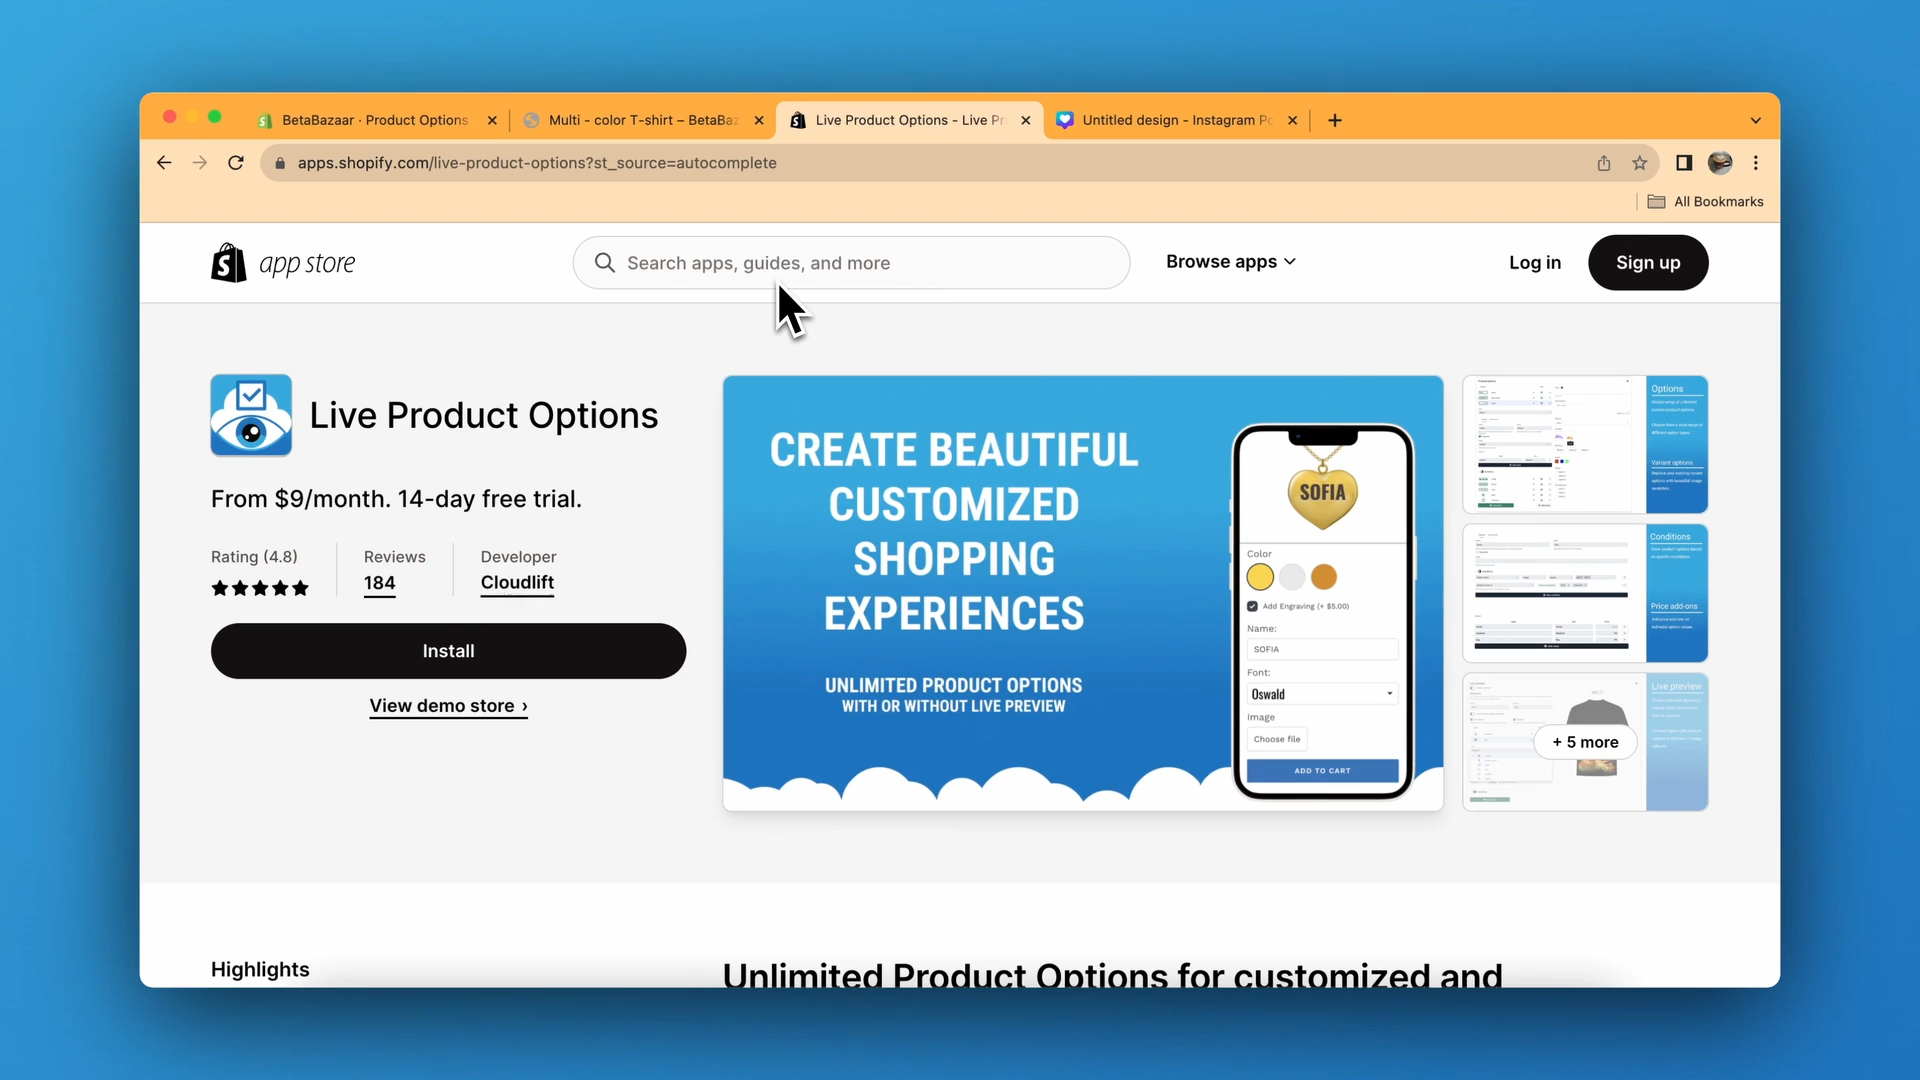 BetaBazaar · Product Options
Multi - color T-shirt – BetaBaz
Live Product Options - Live Pr
Untitled design - Instagram Po
apps.shopify.com/live-product-options?st_source=autocomplete
All Bookmarks
app store
Search apps, guides, and more
Browse apps
Log in
Sign up
Live Product Options
From $9/month. 14-day free trial.
Rating (4.8)
Reviews
184
Developer
Cloudlift
Install
View demo store ›
CREATE BEAUTIFUL
CUSTOMIZED
SHOPPING
EXPERIENCES
UNLIMITED PRODUCT OPTIONS
WITH OR WITHOUT LIVE PREVIEW
SOFIA
Color
Add Engraving (+ $5.00)
Name:
SOFIA
Font:
Oswald
Image
Choose file
ADD TO CART
Options
Variant options
Conditions
Price add-ons
Live preview
+ 5 more
Highlights
Unlimited Product Options for customized and